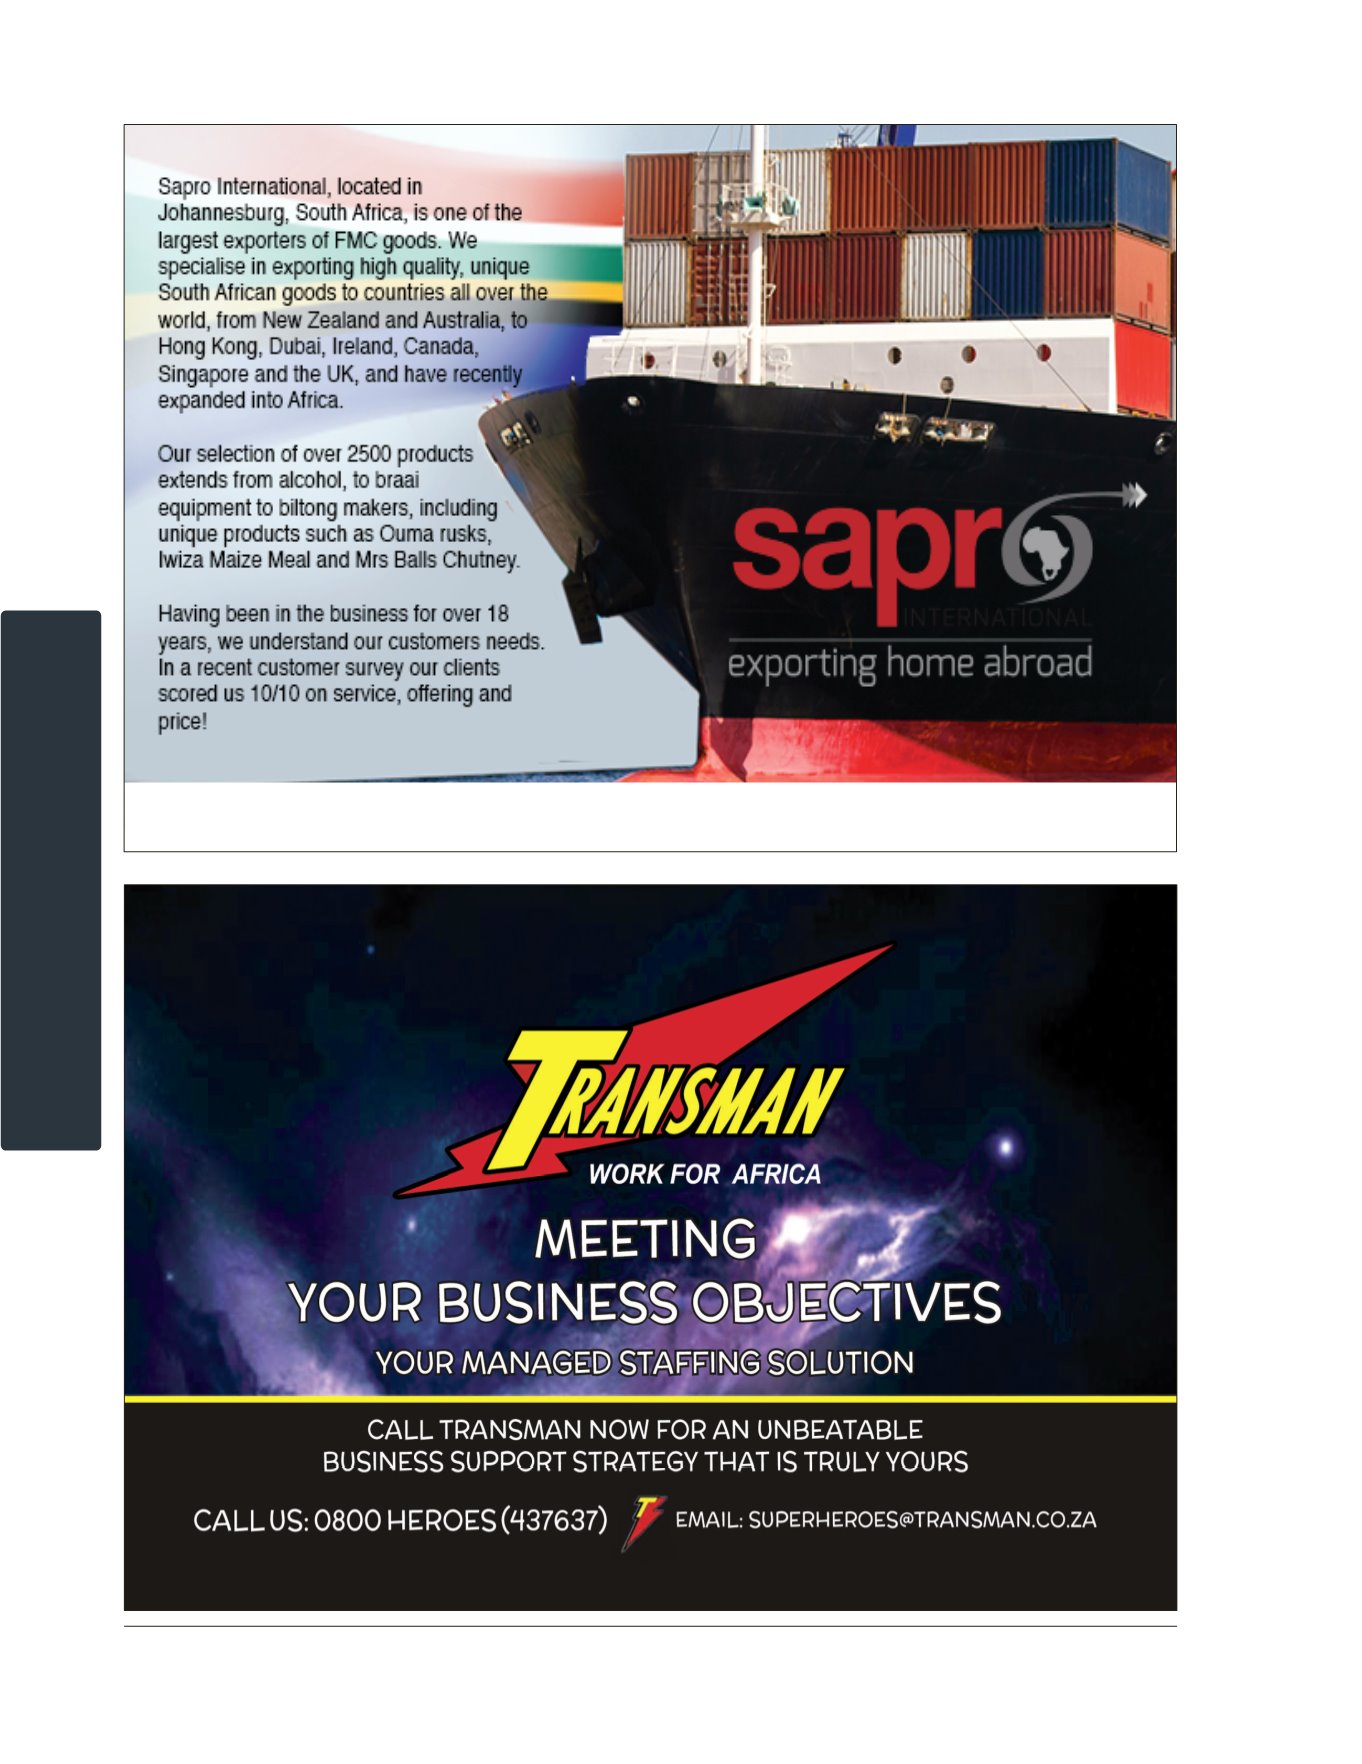 Sapro International, located in
Johannesburg, South Africa, is one of the
largest exporters of FMC goods. We
specialise in exporting high quality, unique
South African goods to countries all over the
world, from New Zealand and Australia, to
Hong Kong, Dubai, Ireland, Canada,
Singapore and the UK, and have recently
expanded into Africa.
Our selection of over 2500 products
extends from alcohol, to braai
equipment to biltong makers, including
unique products such as Ouma rusks,
Iwiza Maize Meal and Mrs Balls Chutney.
Having been in the business for over 18
years, we understand our customers needs.
In a recent customer survey our clients
scored us 10/10 on service, offering and
price!
sapro
INTERNATIONAL
exporting home abroad
TRANSMAN
WORK FOR AFRICA
MEETING
YOUR BUSINESS OBJECTIVES
YOUR MANAGED STAFFING SOLUTION
CALL TRANSMAN NOW FOR AN UNBEATABLE
BUSINESS SUPPORT STRATEGY THAT IS TRULY YOURS
CALL US: 0800 HEROES (437637) T EMAIL: SUPERHEROES@TRANSMAN.CO.ZA